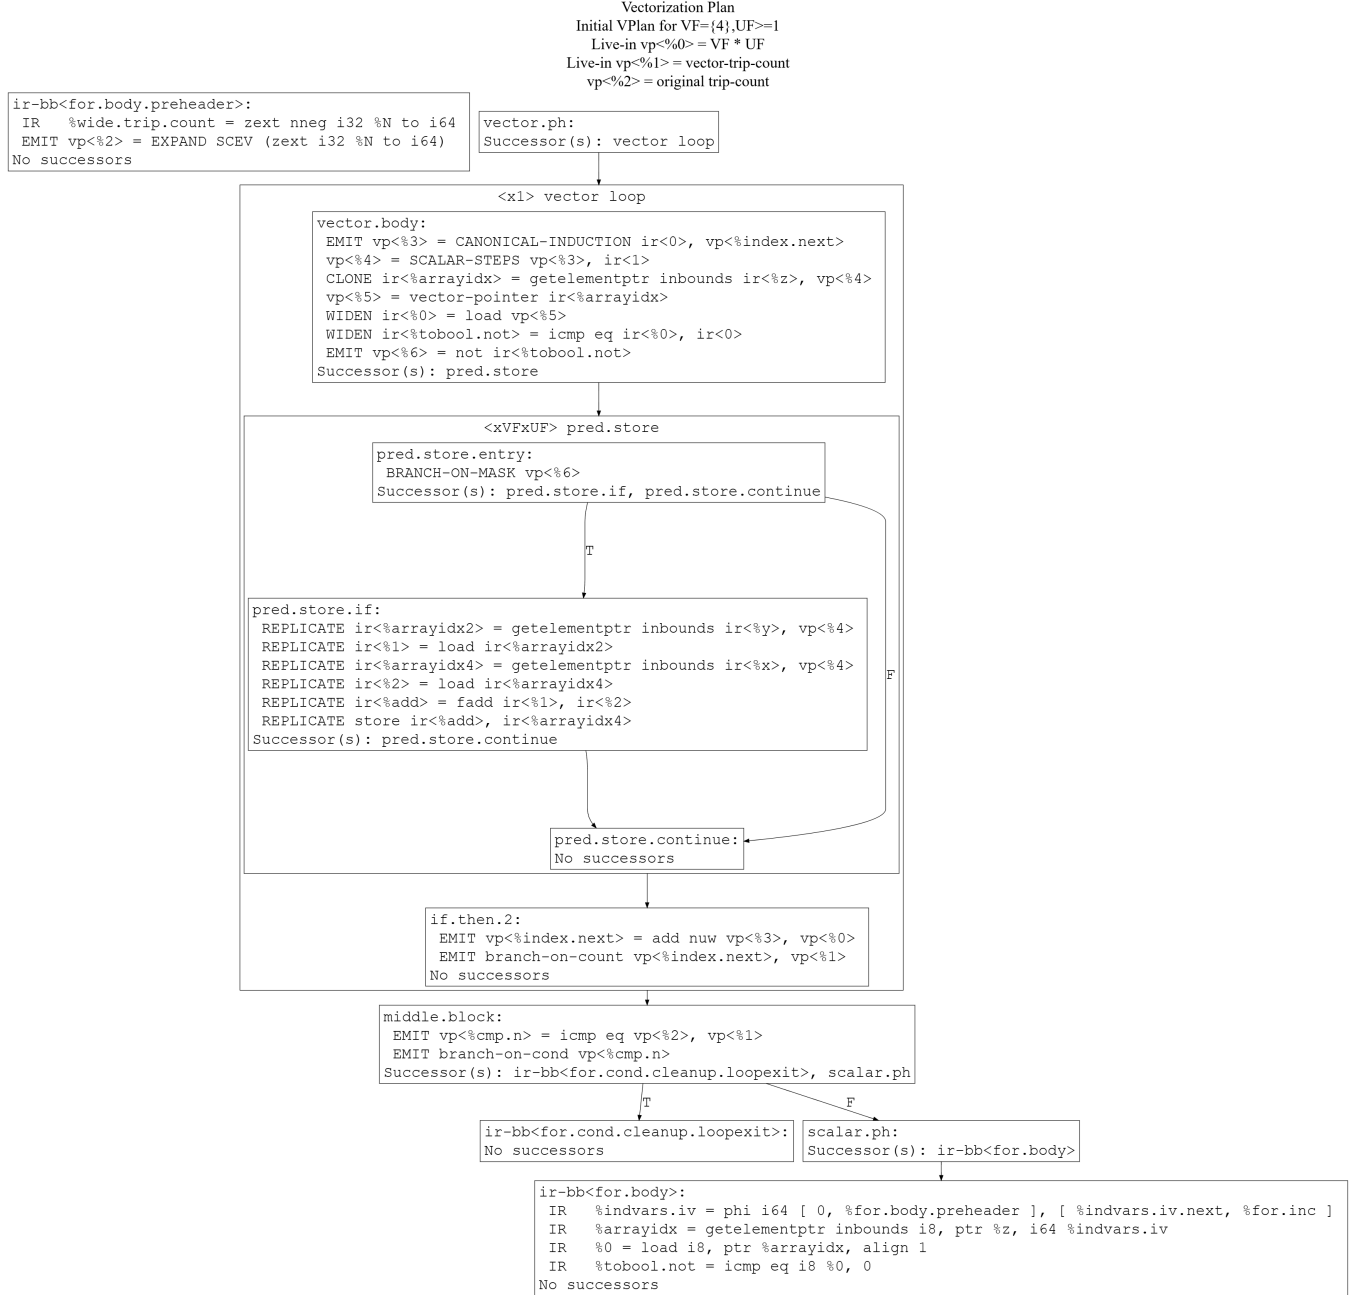 Vectorization Plan
Initial VPlan for VF={4},UF>=1
Live-in vp<%0> = VF * UF
Live-in vp<%1> = vector-trip-count
vp<%2> = original trip-count
ir-bb<for.body.preheader>:
IR   %wide.trip.count = zext nneg i32 %N to i64
EMIT vp<%2> = EXPAND SCEV (zext i32 %N to i64)
No successors
vector.ph:
Successor(s): vector loop
<x1> vector loop
vector.body:
EMIT vp<%3> = CANONICAL-INDUCTION ir<0>, vp<%index.next>
vp<%4> = SCALAR-STEPS vp<%3>, ir<1>
CLONE ir<%arrayidx> = getelementptr inbounds ir<%z>, vp<%4>
vp<%5> = vector-pointer ir<%arrayidx>
WIDEN ir<%0> = load vp<%5>
WIDEN ir<%tobool.not> = icmp eq ir<%0>, ir<0>
EMIT vp<%6> = not ir<%tobool.not>
Successor(s): pred.store
<xVFxUF> pred.store
pred.store.entry:
BRANCH-ON-MASK vp<%6>
Successor(s): pred.store.if, pred.store.continue
T
pred.store.if:
REPLICATE ir<%arrayidx2> = getelementptr inbounds ir<%y>, vp<%4>
REPLICATE ir<%1> = load ir<%arrayidx2>
REPLICATE ir<%arrayidx4> = getelementptr inbounds ir<%x>, vp<%4>
REPLICATE ir<%2> = load ir<%arrayidx4>
REPLICATE ir<%add> = fadd ir<%1>, ir<%2>
REPLICATE store ir<%add>, ir<%arrayidx4>
Successor(s): pred.store.continue
F
pred.store.continue:
No successors
if.then.2:
EMIT vp<%index.next> = add nuw vp<%3>, vp<%0>
EMIT branch-on-count vp<%index.next>, vp<%1>
No successors
middle.block:
EMIT vp<%cmp.n> = icmp eq vp<%2>, vp<%1>
EMIT branch-on-cond vp<%cmp.n>
Successor(s): ir-bb<for.cond.cleanup.loopexit>, scalar.ph
T
F
ir-bb<for.cond.cleanup.loopexit>:
No successors
scalar.ph:
Successor(s): ir-bb<for.body>
ir-bb<for.body>:
IR   %indvars.iv = phi i64 [ 0, %for.body.preheader ], [ %indvars.iv.next, %for.inc ]
IR   %arrayidx = getelementptr inbounds i8, ptr %z, i64 %indvars.iv
IR   %0 = load i8, ptr %arrayidx, align 1
IR   %tobool.not = icmp eq i8 %0, 0
No successors